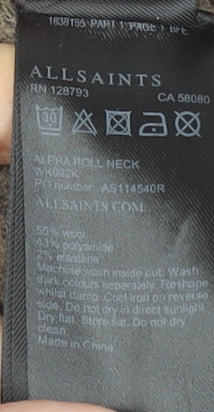 1838155 PART 1 PAGE 1 BFE
ALLSAINTS
RN 128793 CA 58080
30
ALPHA ROLL NECK
WK092K
PO number AS114540R
ALLSAINTS.COM
55% wool
43% polyamide
2% elastane
Machine wash inside out. Wash
dark colours separately. Reshape
whilst damp. Cool iron on reverse
side. Do not dry in direct sunlight.
Dry flat. Store flat. Do not dry
clean.
Made in China